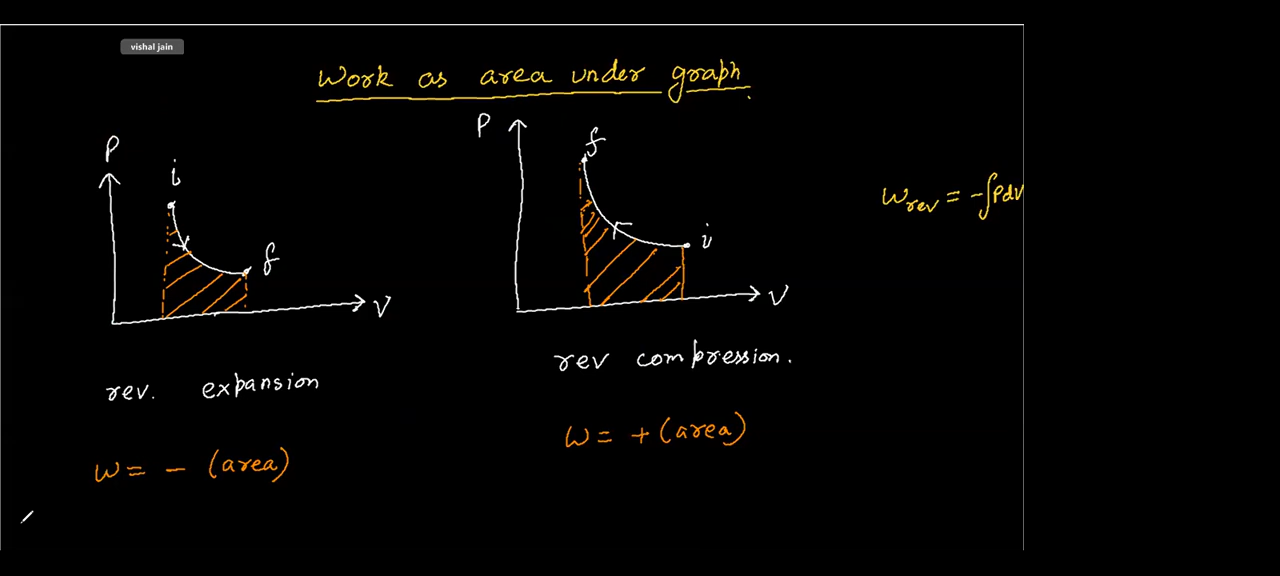 vishal jain
Work as area under graph.
P
i
f
V
rev. expansion
w = - (area)
P
f
i
V
rev compression.
w = + (area)
Wrev = -∫Pdv